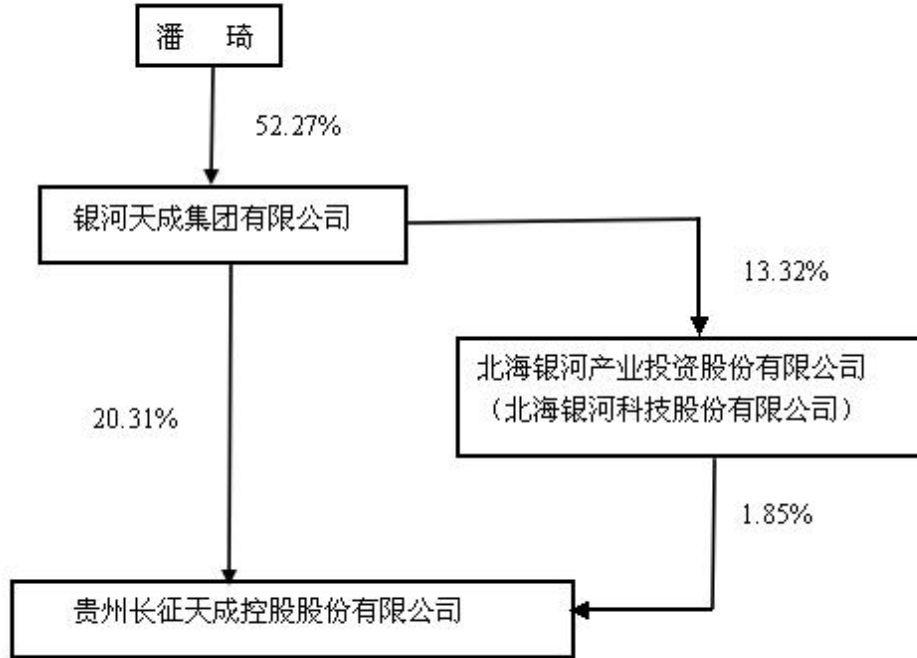 潘 琦
52.27%
银河天成集团有限公司
13.32%
北海银河产业投资股份有限公司
（北海银河科技股份有限公司）
20.31%
1.85%
贵州长征天成控股股份有限公司